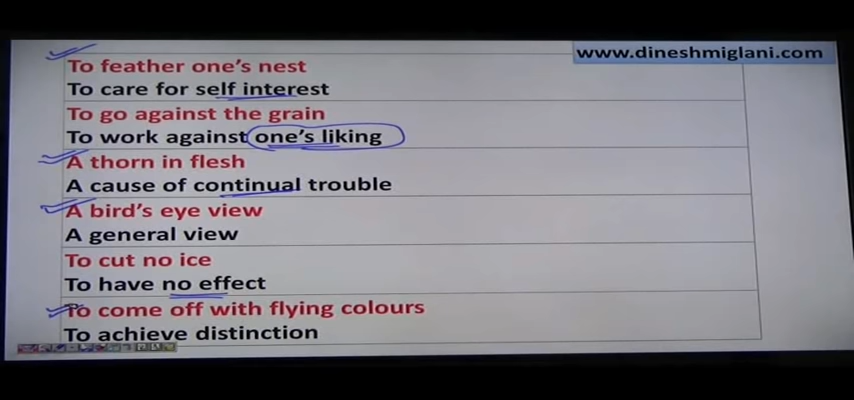 www.dineshmiglani.com
To feather one's nest
To care for self interest
To go against the grain
To work against one's liking
A thorn in flesh
A cause of continual trouble
A bird's eye view
A general view
To cut no ice
To have no effect
To come off with flying colours
To achieve distinction